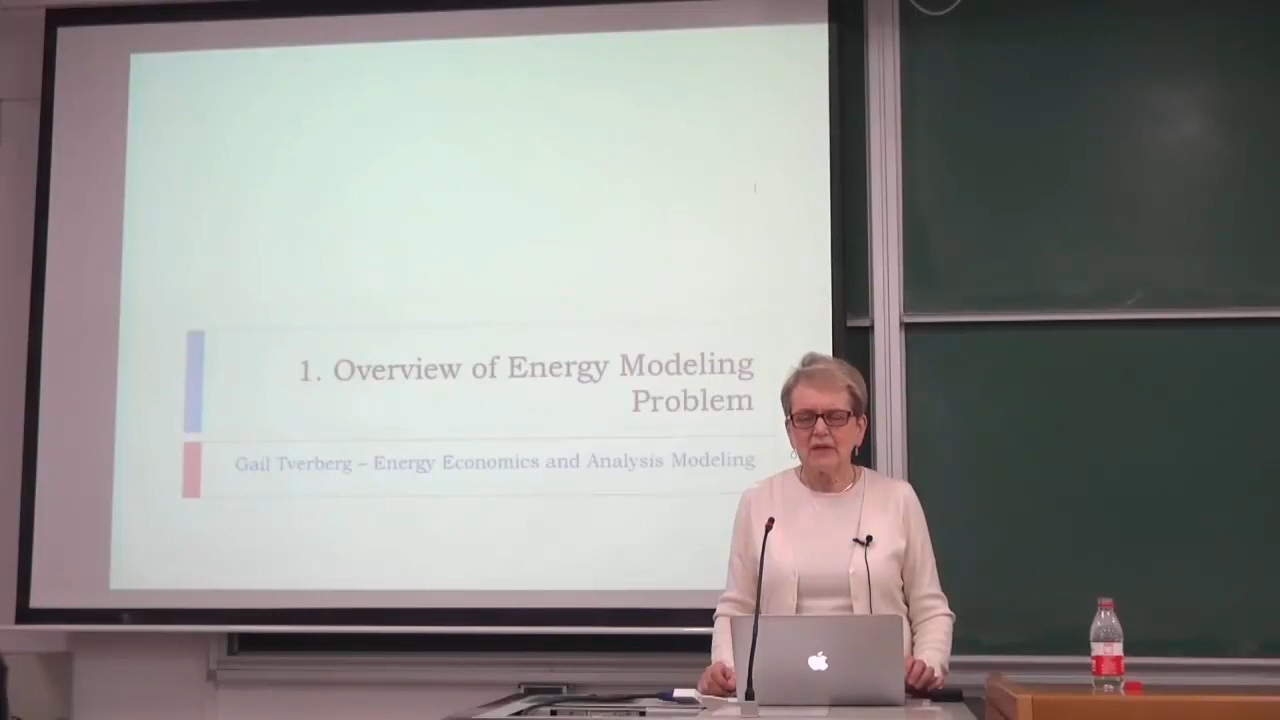 1. Overview of Energy Modeling
Problem
Gail Tverberg – Energy Economics and Analysis Modeling